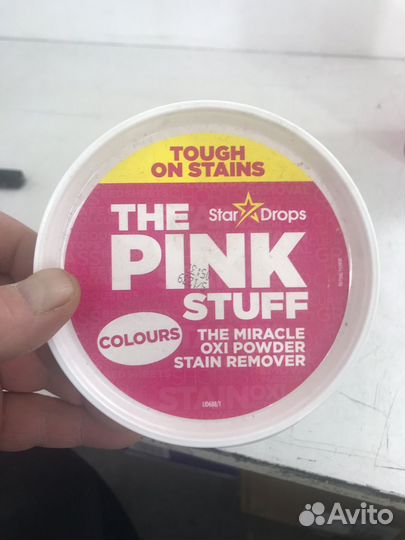 TOUGH
ON STAINS
Star Drops
THE
PINK
STUFF
COLOURS
THE MIRACLE
OXI POWDER
STAIN REMOVER
Avito